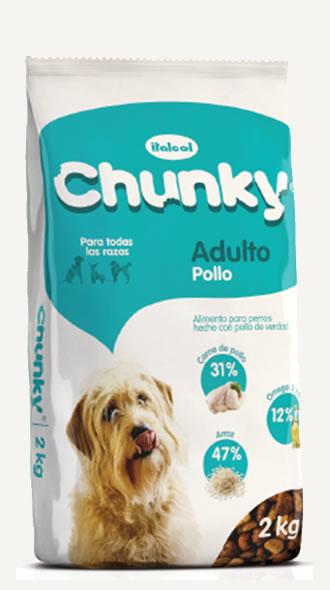 italcol
Chunky
Para todas
las razas
Adulto
Pollo
Alimento para perros
hecho con pollo de verdad
Carne de pollo
31%
Omega
12%
Arroz
47%
2 kg
Chunky
2 kg